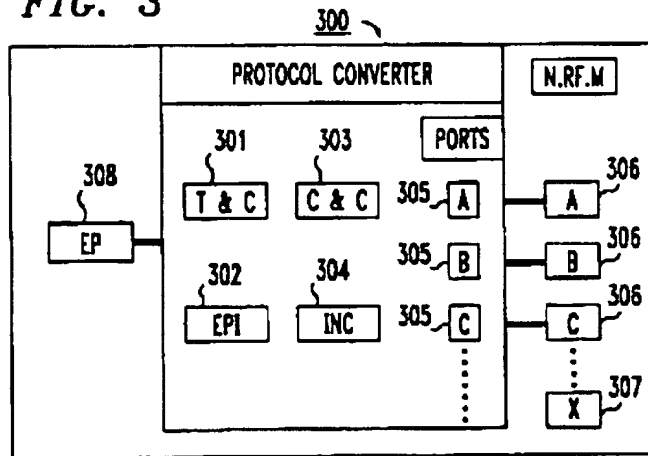 FIG. 3
300
PROTOCOL CONVERTER
N.RF.M
PORTS
301
303
308
T & C
C & C
305
A
306
A
EP
305
B
306
B
302
304
EPI
INC
305
C
306
C
X
307